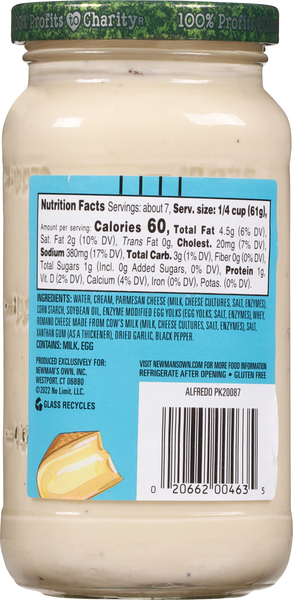 100% Profits to Charity® 100% Profits
Nutrition Facts Servings: about 7, Serv. size: 1/4 cup (61g),
Amount per serving: Calories 60, Total Fat 4.5g (6% DV),
Sat. Fat 2g (10% DV), Trans Fat 0g, Cholest. 20mg (7% DV),
Sodium 380mg (17% DV), Total Carb. 3g (1% DV), Fiber 0g (0% DV),
Total Sugars 1g (Incl. 0g Added Sugars, 0% DV), Protein 1g,
Vit. D (2% DV), Calcium (4% DV), Iron (0% DV), Potas. (0% DV).
INGREDIENTS: WATER, CREAM, PARMESAN CHEESE (MILK, CHEESE CULTURES, SALT, ENZYMES),
CORN STARCH, SOYBEAN OIL, ENZYME MODIFIED EGG YOLKS (EGG YOLKS, SALT, ENZYMES), WHEY,
ROMANO CHEESE MADE FROM COW'S MILK (MILK, CHEESE CULTURES, ENZYMES, SALT), SALT,
XANTHAN GUM (AS A THICKENER), DRIED GARLIC, BLACK PEPPER.
CONTAINS: MILK, EGG
PRODUCED EXCLUSIVELY FOR:
NEWMAN'S OWN, INC.
WESTPORT, CT 06880
©2022 No Limit, LLC.
GLASS RECYCLES
VISIT NEWMANSOWN.COM FOR MORE FOOD INFORMATION
REFRIGERATE AFTER OPENING • GLUTEN FREE
ALFREDO PK20087
0 20662 00463 5